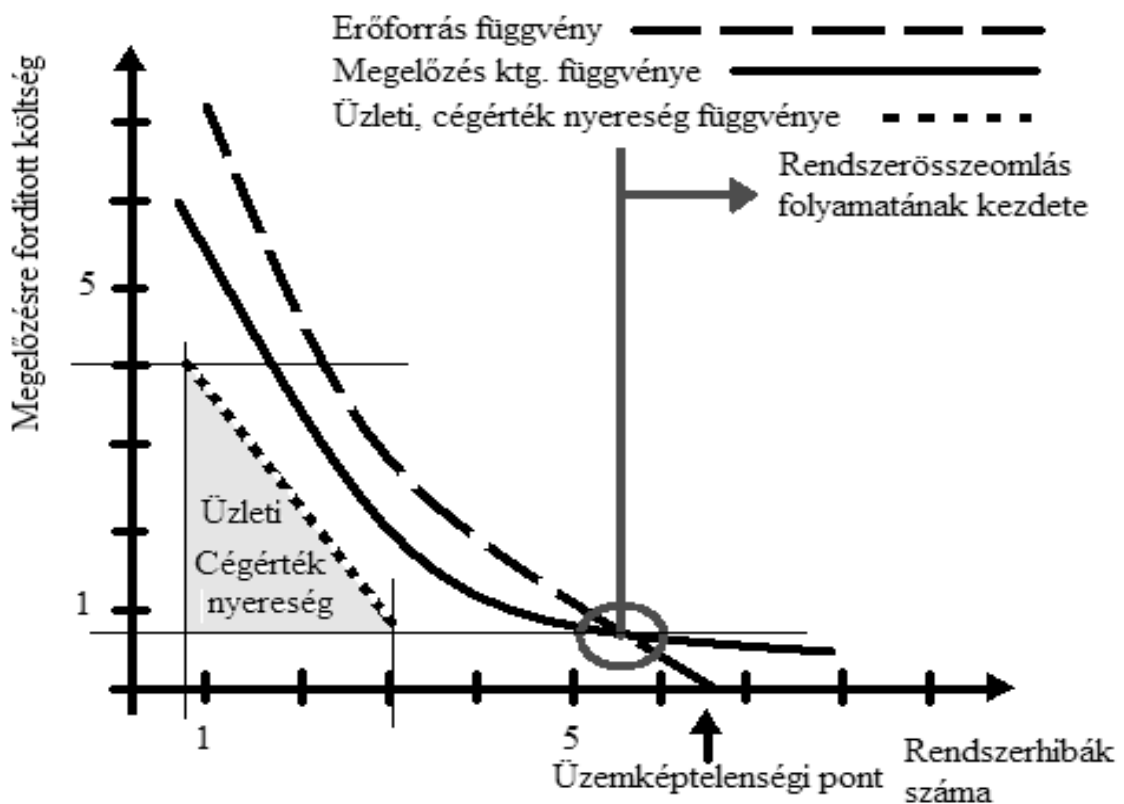 Erőforrás függvény
Megelőzés ktg. függvénye
Üzleti, cégérték nyereség függvénye
Rendszerösszeomlás
folyamatának kezdete
Megelőzésre fordított költség
5
1
Üzleti
Cégérték
nyereség
1
5
Üzemképtelenségi pont
Rendszerhibák
száma